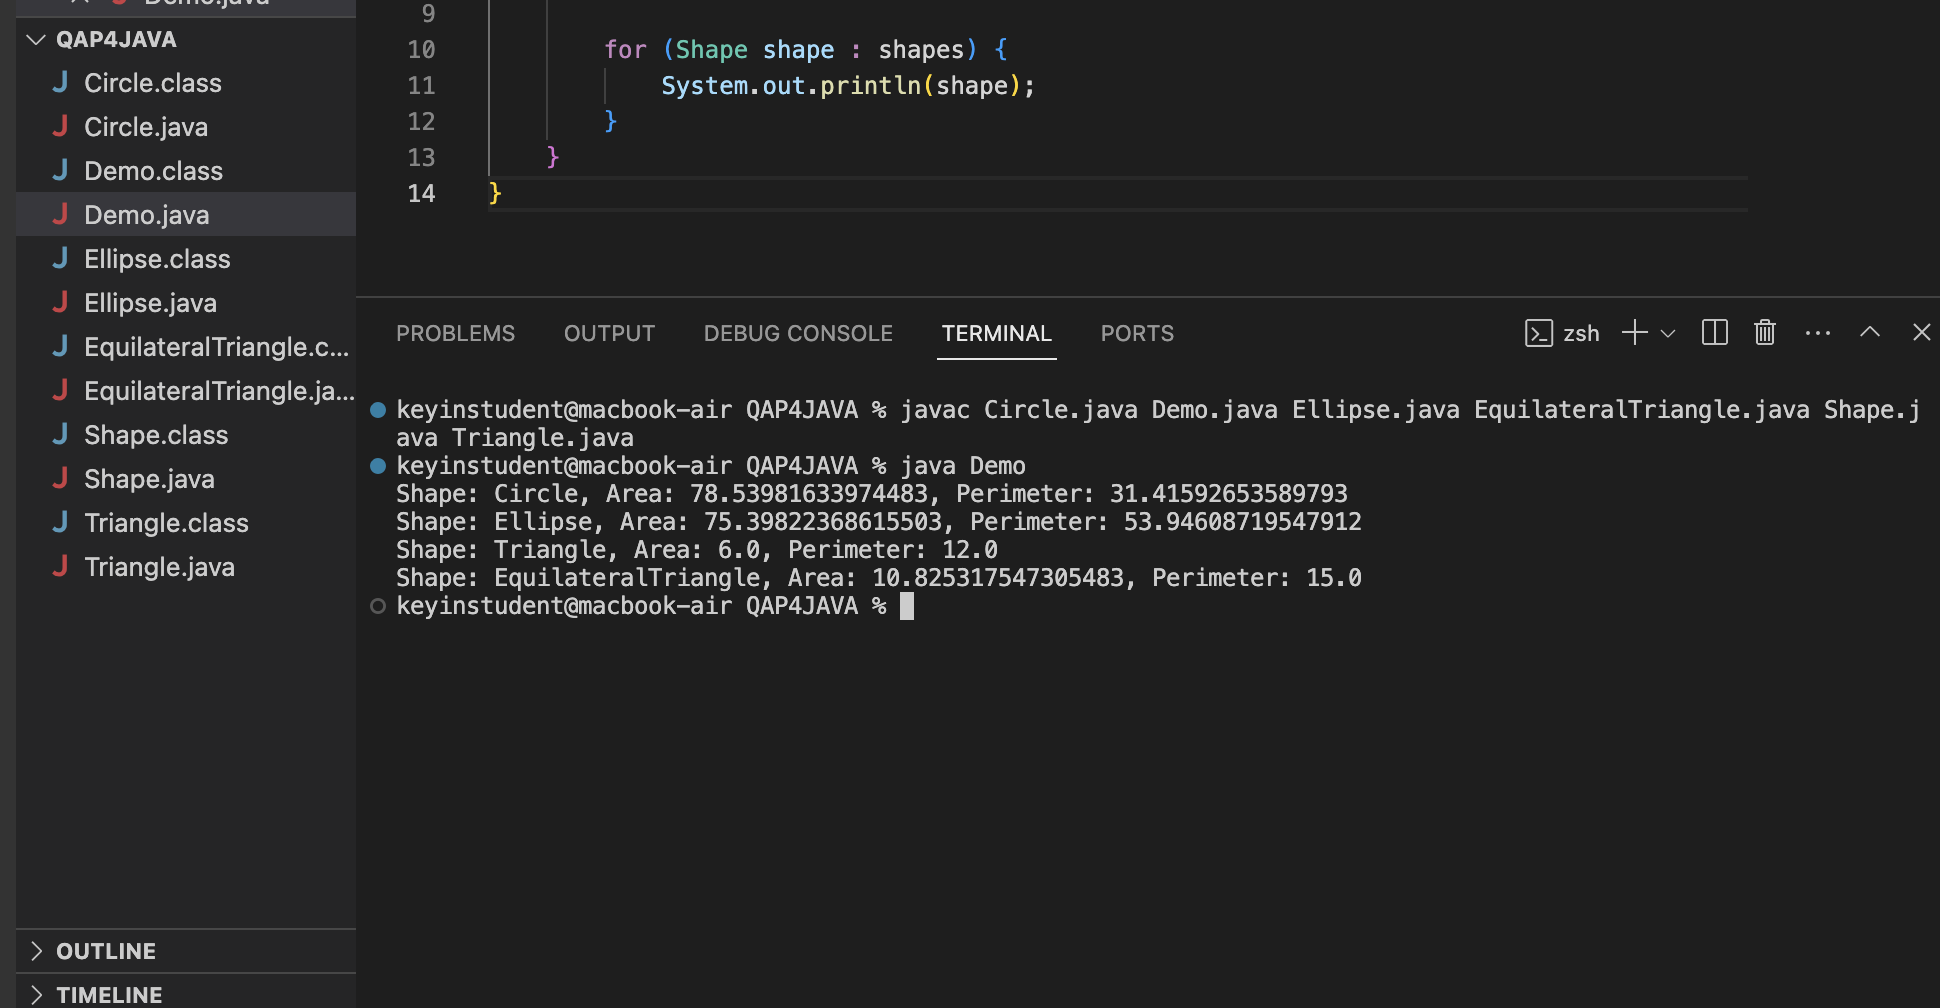 Demo.java
QAP4JAVA
Circle.class
Circle.java
Demo.class
Demo.java
Ellipse.class
Ellipse.java
EquilateralTriangle.c...
EquilateralTriangle.ja...
Shape.class
Shape.java
Triangle.class
Triangle.java
OUTLINE
TIMELINE
9
10 for (Shape shape : shapes) {
11 System.out.println(shape);
12 }
13 }
14 }
PROBLEMS OUTPUT DEBUG CONSOLE TERMINAL PORTS zsh
keyinstudent@macbook-air QAP4JAVA % javac Circle.java Demo.java Ellipse.java EquilateralTriangle.java Shape.j
ava Triangle.java
keyinstudent@macbook-air QAP4JAVA % java Demo
Shape: Circle, Area: 78.53981633974483, Perimeter: 31.41592653589793
Shape: Ellipse, Area: 75.39822368615503, Perimeter: 53.94608719547912
Shape: Triangle, Area: 6.0, Perimeter: 12.0
Shape: EquilateralTriangle, Area: 10.825317547305483, Perimeter: 15.0
keyinstudent@macbook-air QAP4JAVA %